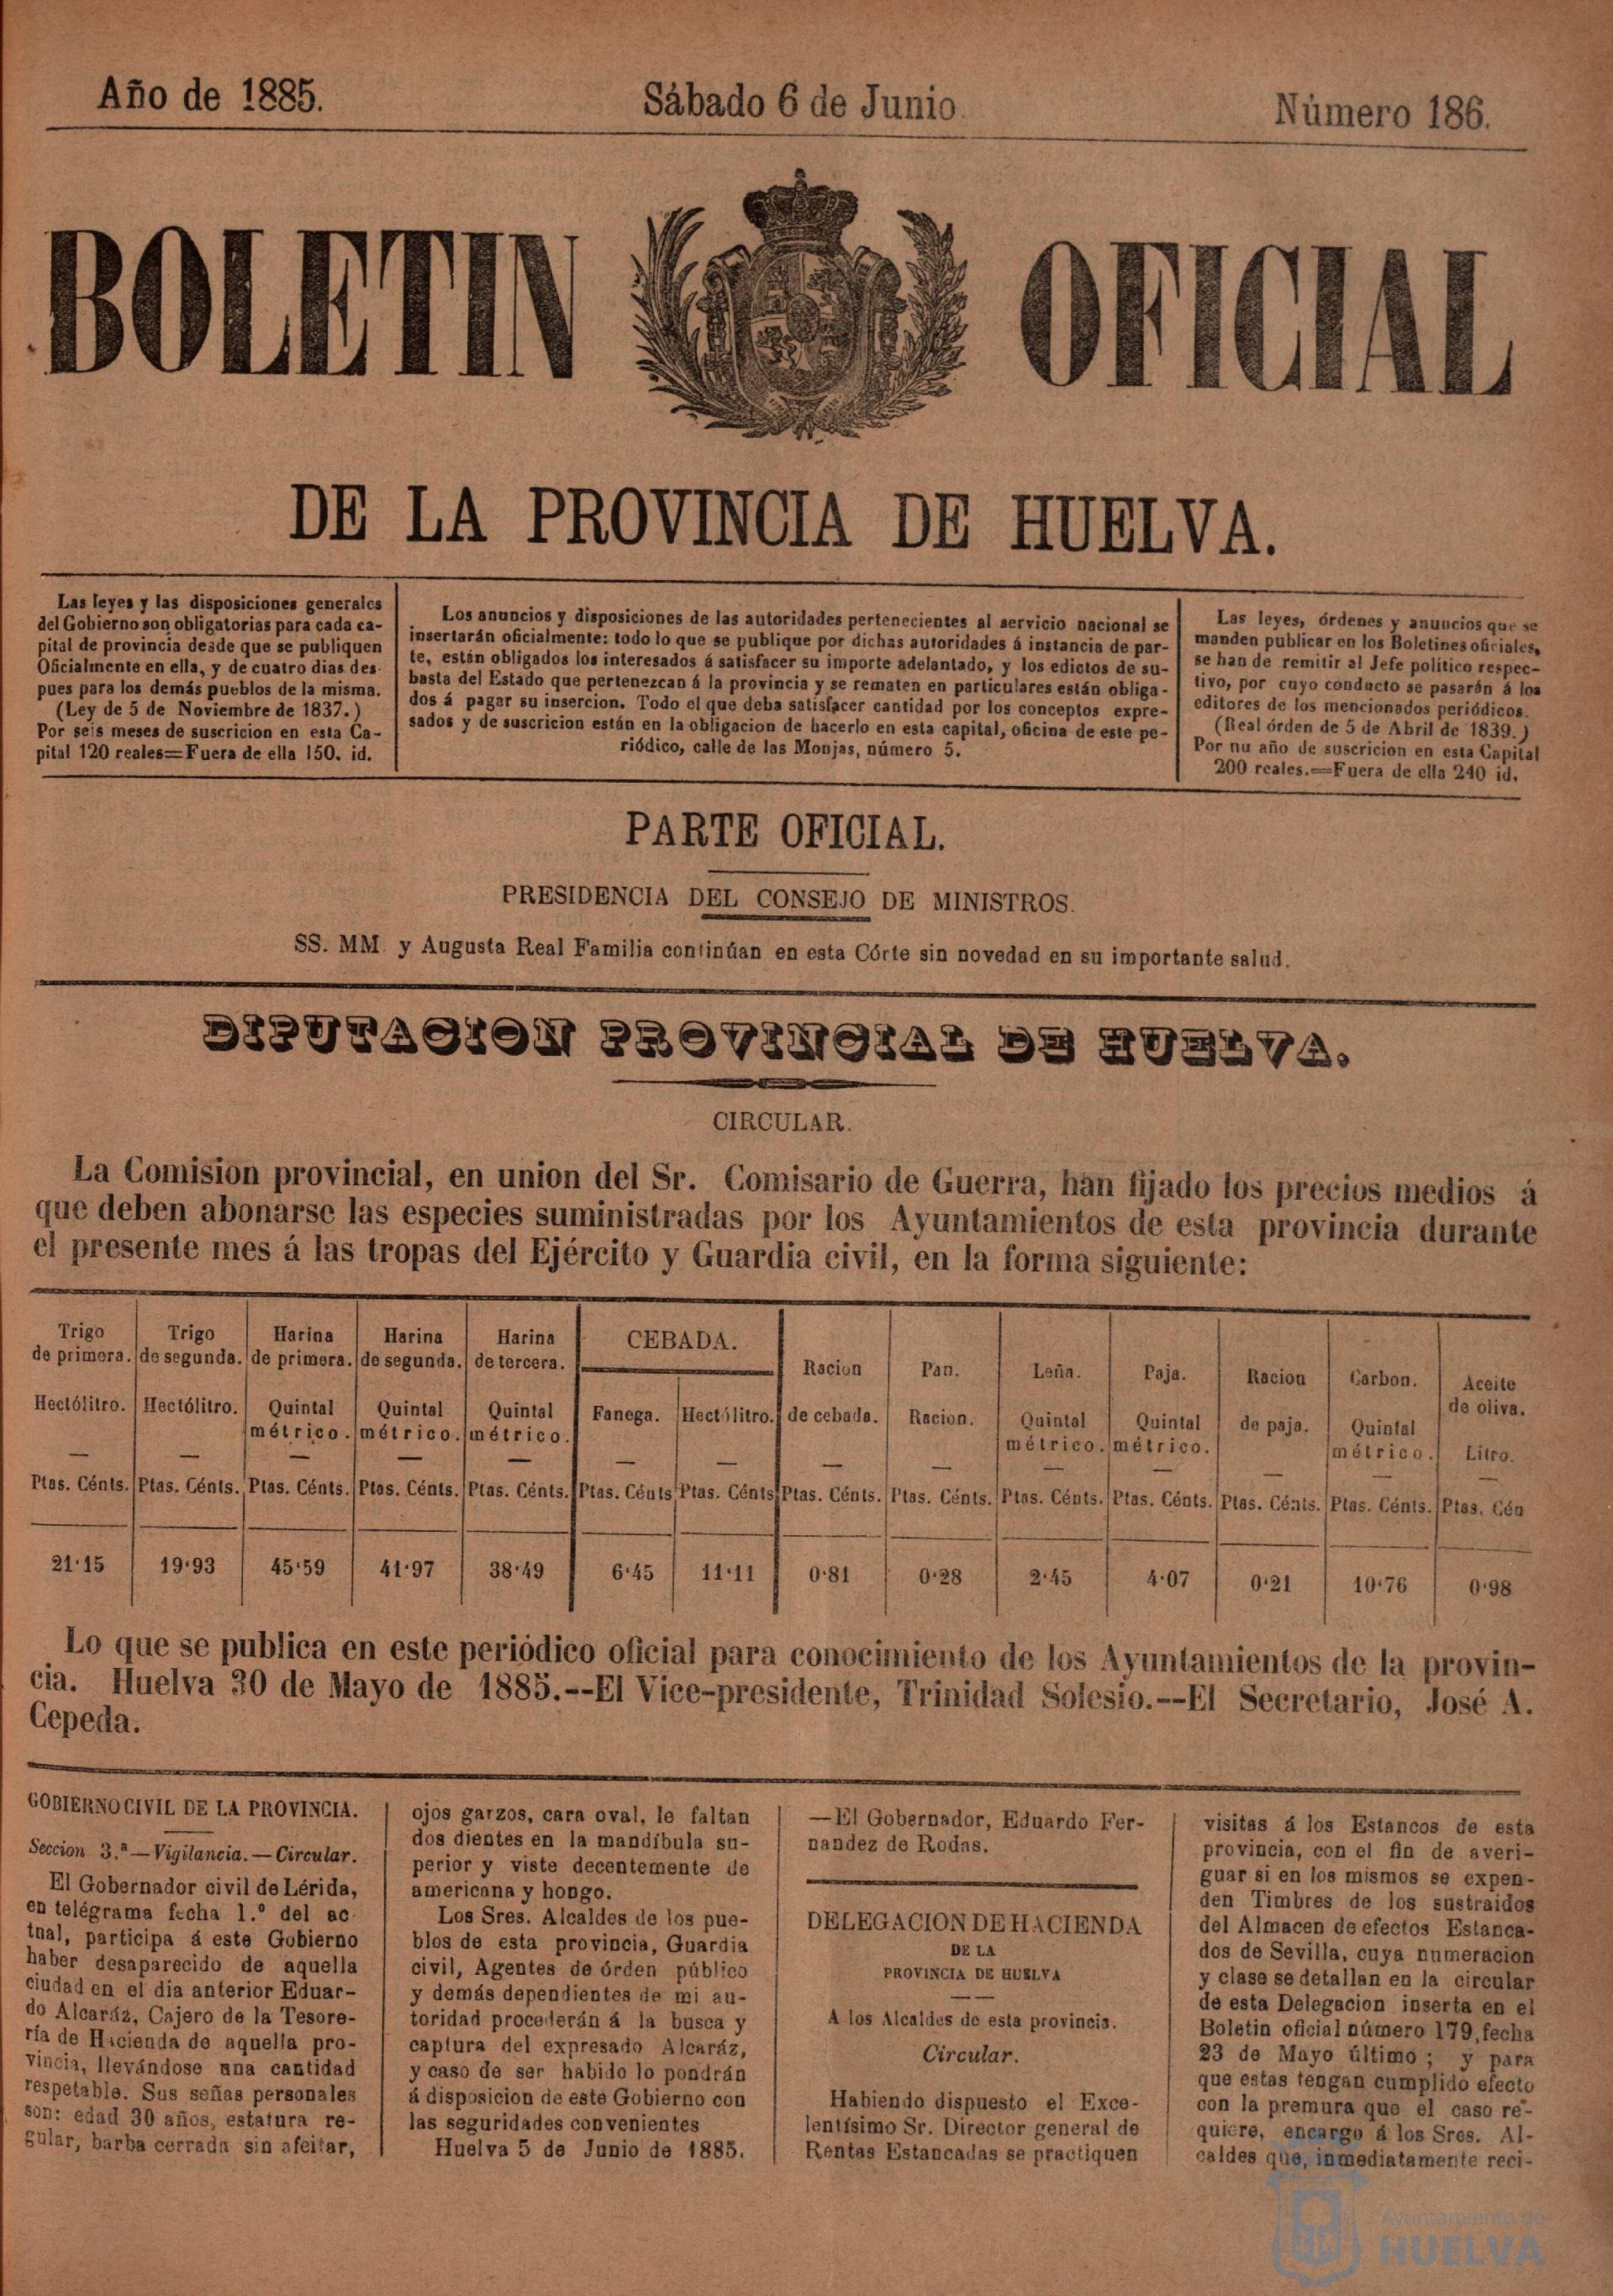 Año de 1885.
Sábado 6 de Junio.
Número 186.
BOLETIN OFICIAL
DE LA PROVINCIA DE HUELVA.
Las leyes y las disposiciones generales
del Gobierno son obligatorias para cada ca-
pital de provincia desde que se publiquen
Oficialmente en ella, y de cuatro dias des
pues para los demás pueblos de la misma.
(Ley de 5 de Noviembre de 1837.)
Por seis meses de suscricion en esta Ca-
pital 120 reales=Fuera de ella 150. id.
Los anuncios y disposiciones de las autoridades pertenecientes al servicio nacional se
insertarán oficialmente: todo lo que se publique por dichas autoridades á instancia de par-
te, están obligados los interesados á satisfacer su importe adelantado, y los edictos de su-
basta del Estado que pertenezcan á la provincia y se rematen en particulares están obliga-
dos á pagar su insercion. Todo el que deba satisfacer cantidad por los conceptos expre-
sados y de suscricion están en la obligacion de hacerlo en esta capital, oficina de este pe-
riódico, calle de las Monjas, número 5.
Las leyes, órdenes y anuncios que se
manden publicar en los Boletines oficiales,
se han de remitir al Jefe político respec-
tivo, por cuyo conducto se pasarán á los
editores de los mencionados periódicos.
(Real órden de 5 de Abril de 1839.)
Por nu año de suscricion en esta Capital
200 reales.=Fuera de ella 240 id.
PARTE OFICIAL.
PRESIDENCIA DEL CONSEJO DE MINISTROS.
SS. MM. y Augusta Real Familia continúan en esta Córte sin novedad en su importante salud.
DIPUTACION PROVINCIAL DE HUELVA.
CIRCULAR.
La Comision provincial, en union del Sr. Comisario de Guerra, han fijado los precios medios á
que deben abonarse las especies suministradas por los Ayuntamientos de esta provincia durante
el presente mes á las tropas del Ejército y Guardia civil, en la forma siguiente:
Trigo Trigo Harina Harina Harina CEBADA.
de primera. de segunda. de primera. de segunda. de tercera. Racion Pan. Leña. Paja. Racion Carbon. Aceite
Hectólitro. Hectólitro. Quintal Quintal Quintal Fanega. Hectólitro. de cebada. Racion. Quintal Quintal de paja. Quintal de oliva.
métrico. métrico. métrico. métrico. métrico. métrico. Litro.
Ptas. Cénts. Ptas. Cénts. Ptas. Cénts. Ptas. Cénts. Ptas. Cénts. Ptas. Cénts Ptas. Cénts Ptas. Cénts. Ptas. Cénts. Ptas. Cénts. Ptas. Cénts. Ptas. Cénts. Ptas. Cénts. Ptas. Cén
21'15 19'93 45'59 41'97 38'49 6'45 11'11 0'81 0'28 2'45 4'07 0'21 10'76 0'98
Lo que se publica en este periódico oficial para conocimiento de los Ayuntamientos de la provin-
cia. Huelva 30 de Mayo de 1885.--El Vice-presidente, Trinidad Solesio.--El Secretario, José A.
Cepeda.
GOBIERNO CIVIL DE LA PROVINCIA.
Seccion 3.ª—Vigilancia.—Circular.
El Gobernador civil de Lérida,
en telégrama fecha 1.º del ac
tnal, participa á este Gobierno
haber desaparecido de aquella
ciudad en el dia anterior Eduar-
do Alcaráz, Cajero de la Tesore-
ría de Hacienda de aquella pro-
vincia, llevándose una cantidad
respetable. Sus señas personales
son: edad 30 años, estatura re-
gular, barba cerrada sin afeitar,
ojos garzos, cara oval, le faltan
dos dientes en la mandíbula su-
perior y viste decentemente de
americana y hongo.
Los Sres. Alcaldes de los pue-
blos de esta provincia, Guardia
civil, Agentes de órden público
y demás dependientes de mi au-
toridad procederán á la busca y
captura del expresado Alcaráz,
y caso de ser habido lo pondrán
á disposicion de este Gobierno con
las seguridades convenientes
Huelva 5 de Junio de 1885.
—El Gobernador, Eduardo Fer-
nandez de Rodas.
DELEGACION DE HACIENDA
DE LA
PROVINCIA DE HUELVA
A los Alcaldes de esta provincia.
Circular.
Habiendo dispuesto el Exce-
lentísimo Sr. Director general de
Rentas Estancadas se practiquen
visitas á los Estancos de esta
provincia, con el fin de averi-
guar si en los mismos se expen-
den Timbres de los sustraidos
del Almacen de efectos Estanca-
dos de Sevilla, cuya numeracion
y clase se detallan en la circular
de esta Delegacion inserta en el
Boletin oficial número 179, fecha
23 de Mayo último; y para
que estas tengan cumplido efecto
con la premura que el caso re-
quiere, encargo á los Sres. Al-
caldes que, inmediatamente reci-
Ayuntamiento de
HUELVA